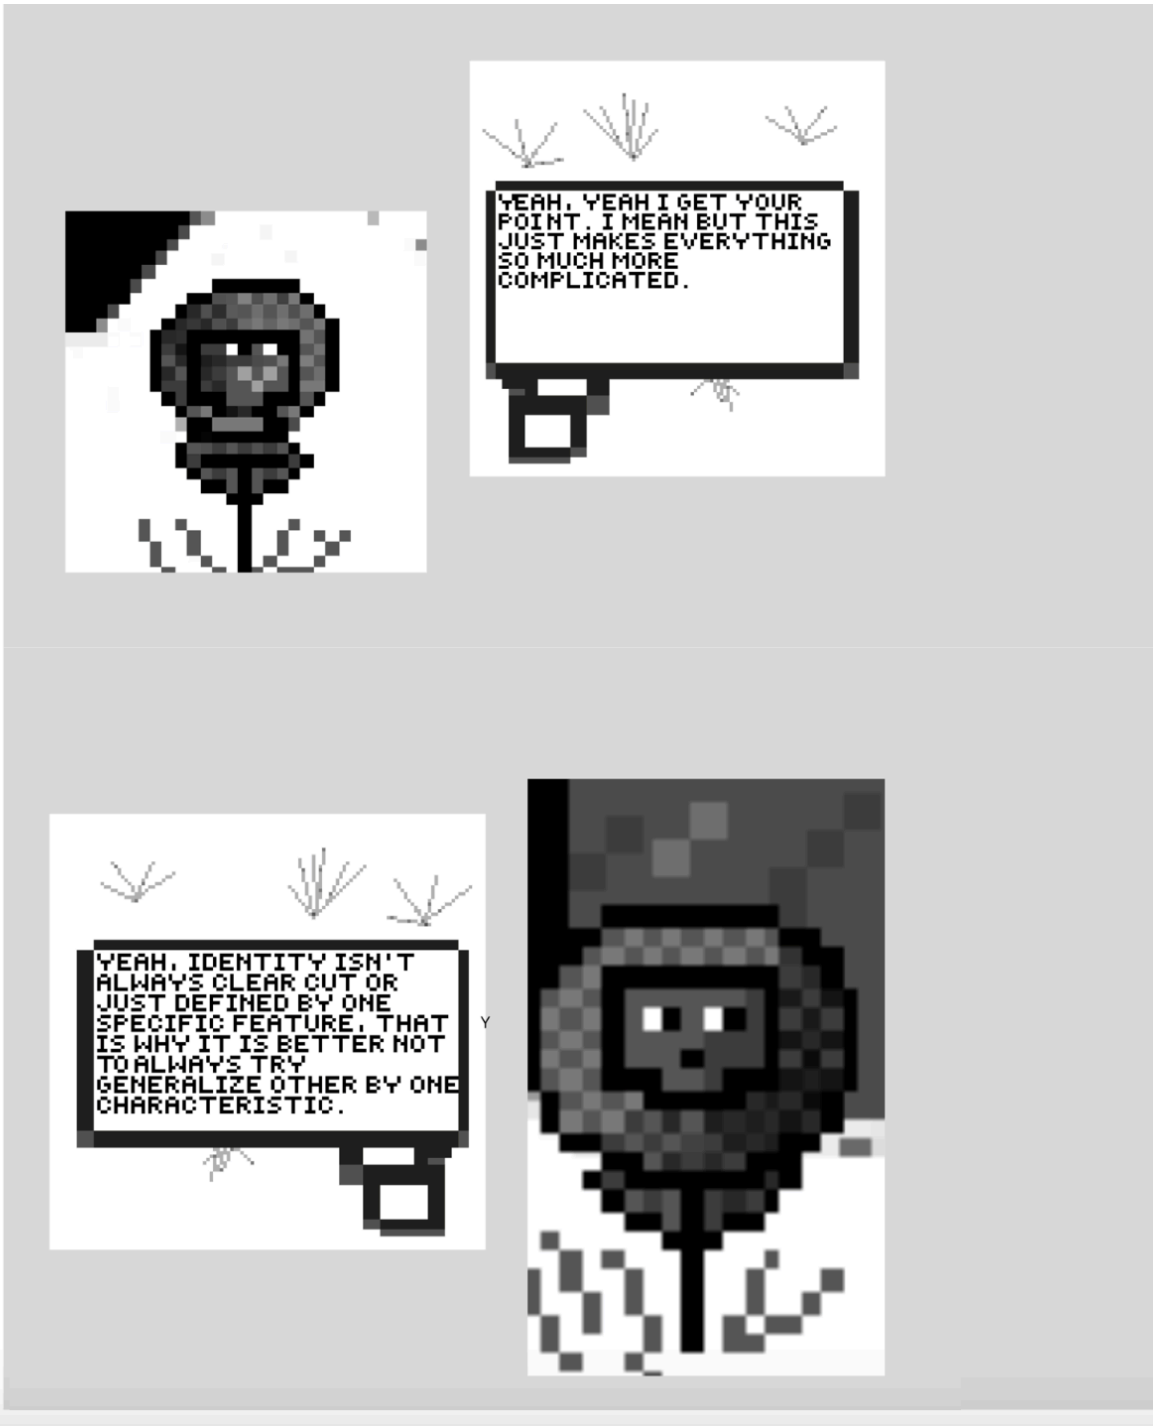 YEAH, YEAH I GET YOUR
POINT. I MEAN BUT THIS
JUST MAKES EVERYTHING
SO MUCH MORE
COMPLICATED.
YEAH, IDENTITY ISN'T
ALWAYS CLEAR CUT OR
JUST DEFINED BY ONE
SPECIFIC FEATURE, THAT
IS WHY IT IS BETTER NOT
TO ALWAYS TRY
GENERALIZE OTHER BY ONE
CHARACTERISTIC.
Y